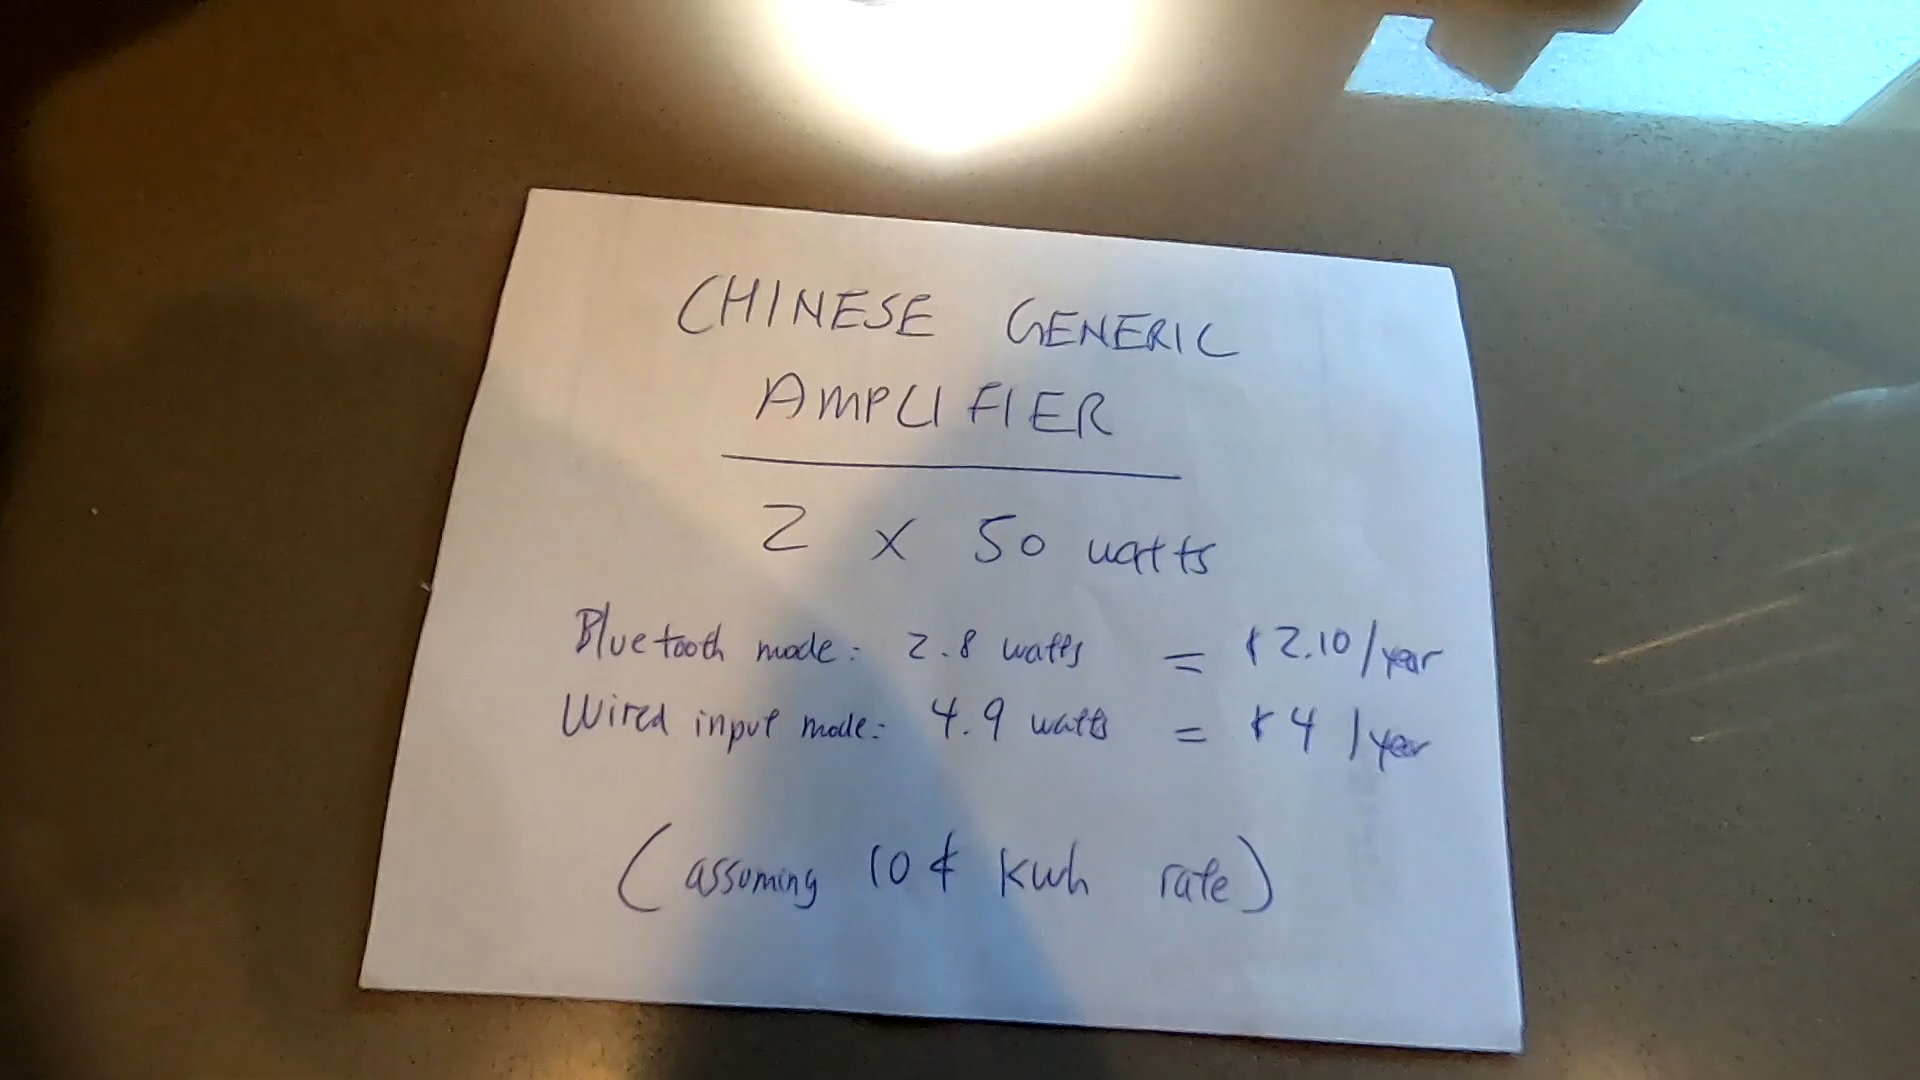 CHINESE GENERIC
AMPLIFIER
2 x 50 watts
Bluetooth mode: 2.8 watts = $2.10/year
Wired input mode: 4.9 watts = $4/year
(assuming 10¢ kwh rate)